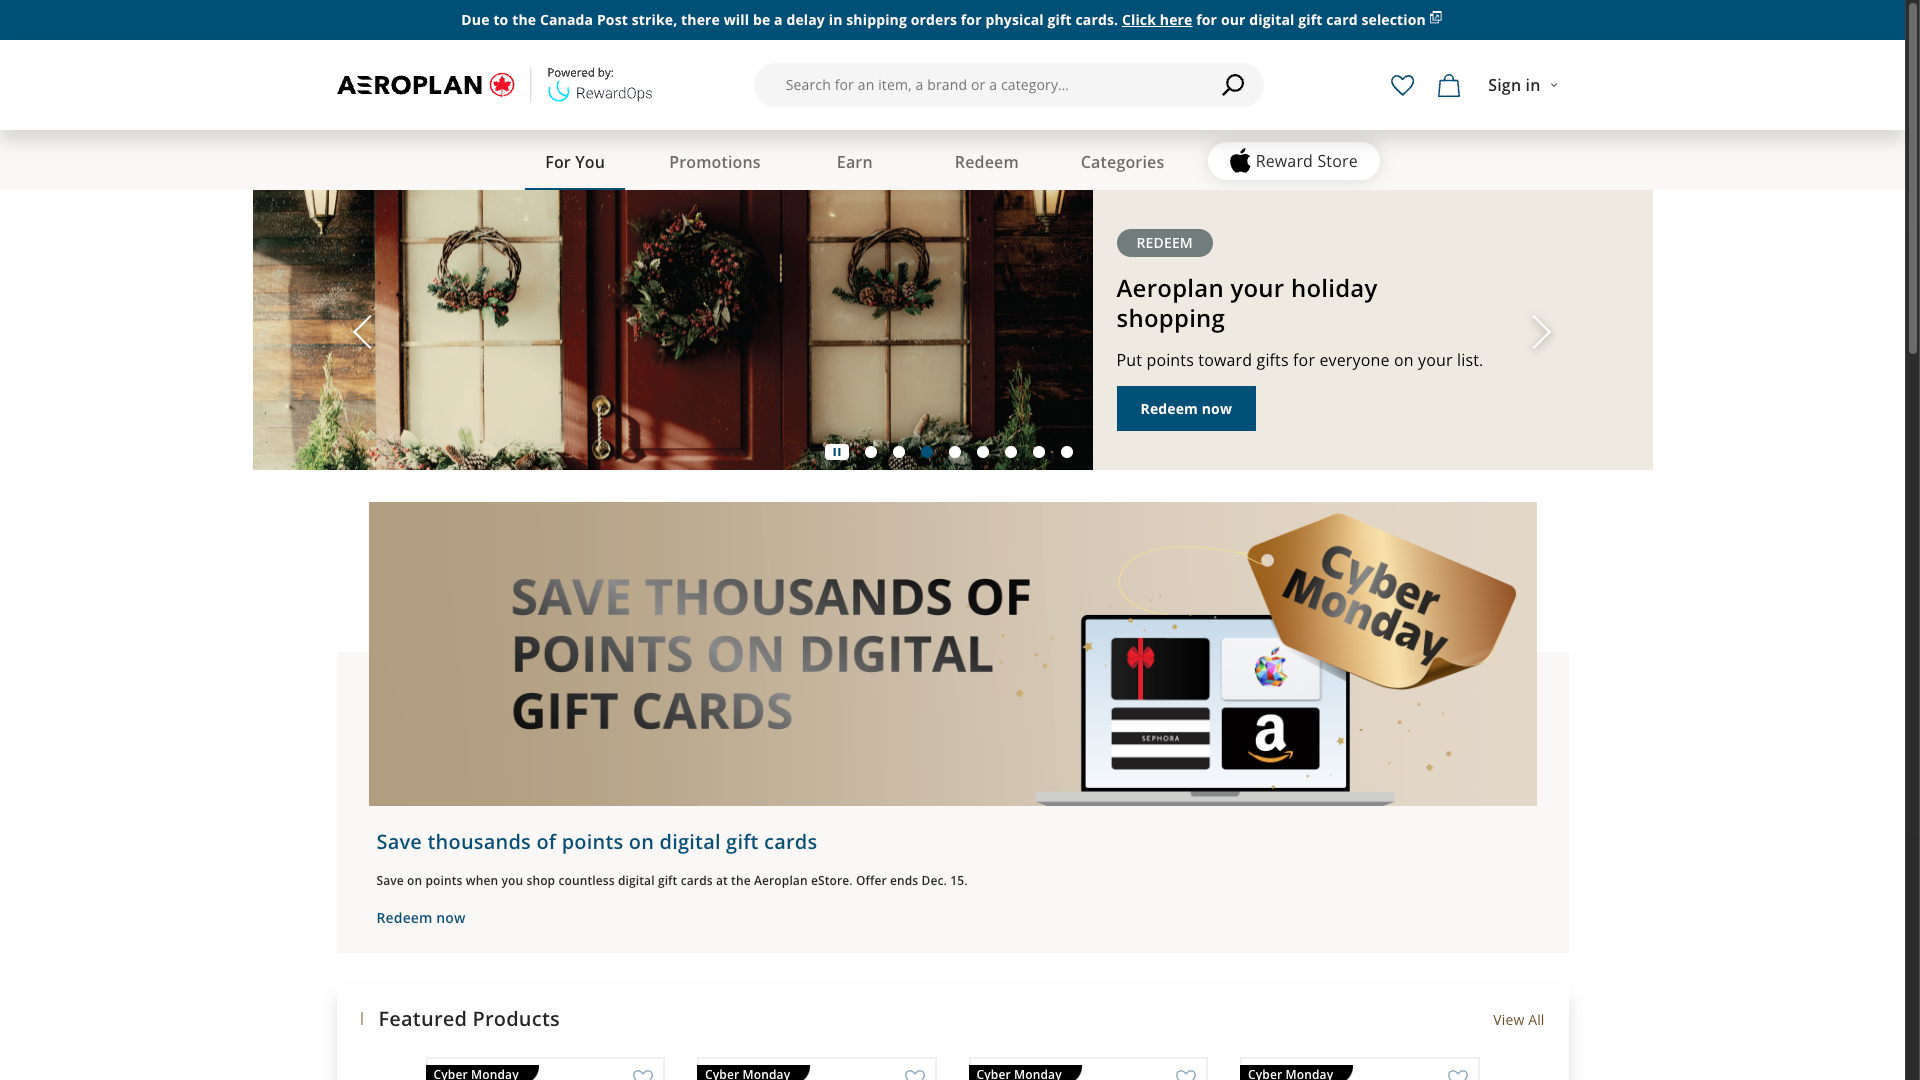 Due to the Canada Post strike, there will be a delay in shipping orders for physical gift cards. Click here for our digital gift card selection
AEROPLAN
Powered by:
RewardOps
Search for an item, a brand or a category...
Sign in
For You
Promotions
Earn
Redeem
Categories
Reward Store
REDEEM
Aeroplan your holiday
shopping
Put points toward gifts for everyone on your list.
Redeem now
SAVE THOUSANDS OF
POINTS ON DIGITAL
GIFT CARDS
Cyber
Monday
SEPHORA
a
Save thousands of points on digital gift cards
Save on points when you shop countless digital gift cards at the Aeroplan eStore. Offer ends Dec. 15.
Redeem now
Featured Products
View All
Cyber Monday
Cyber Monday
Cyber Monday
Cyber Monday